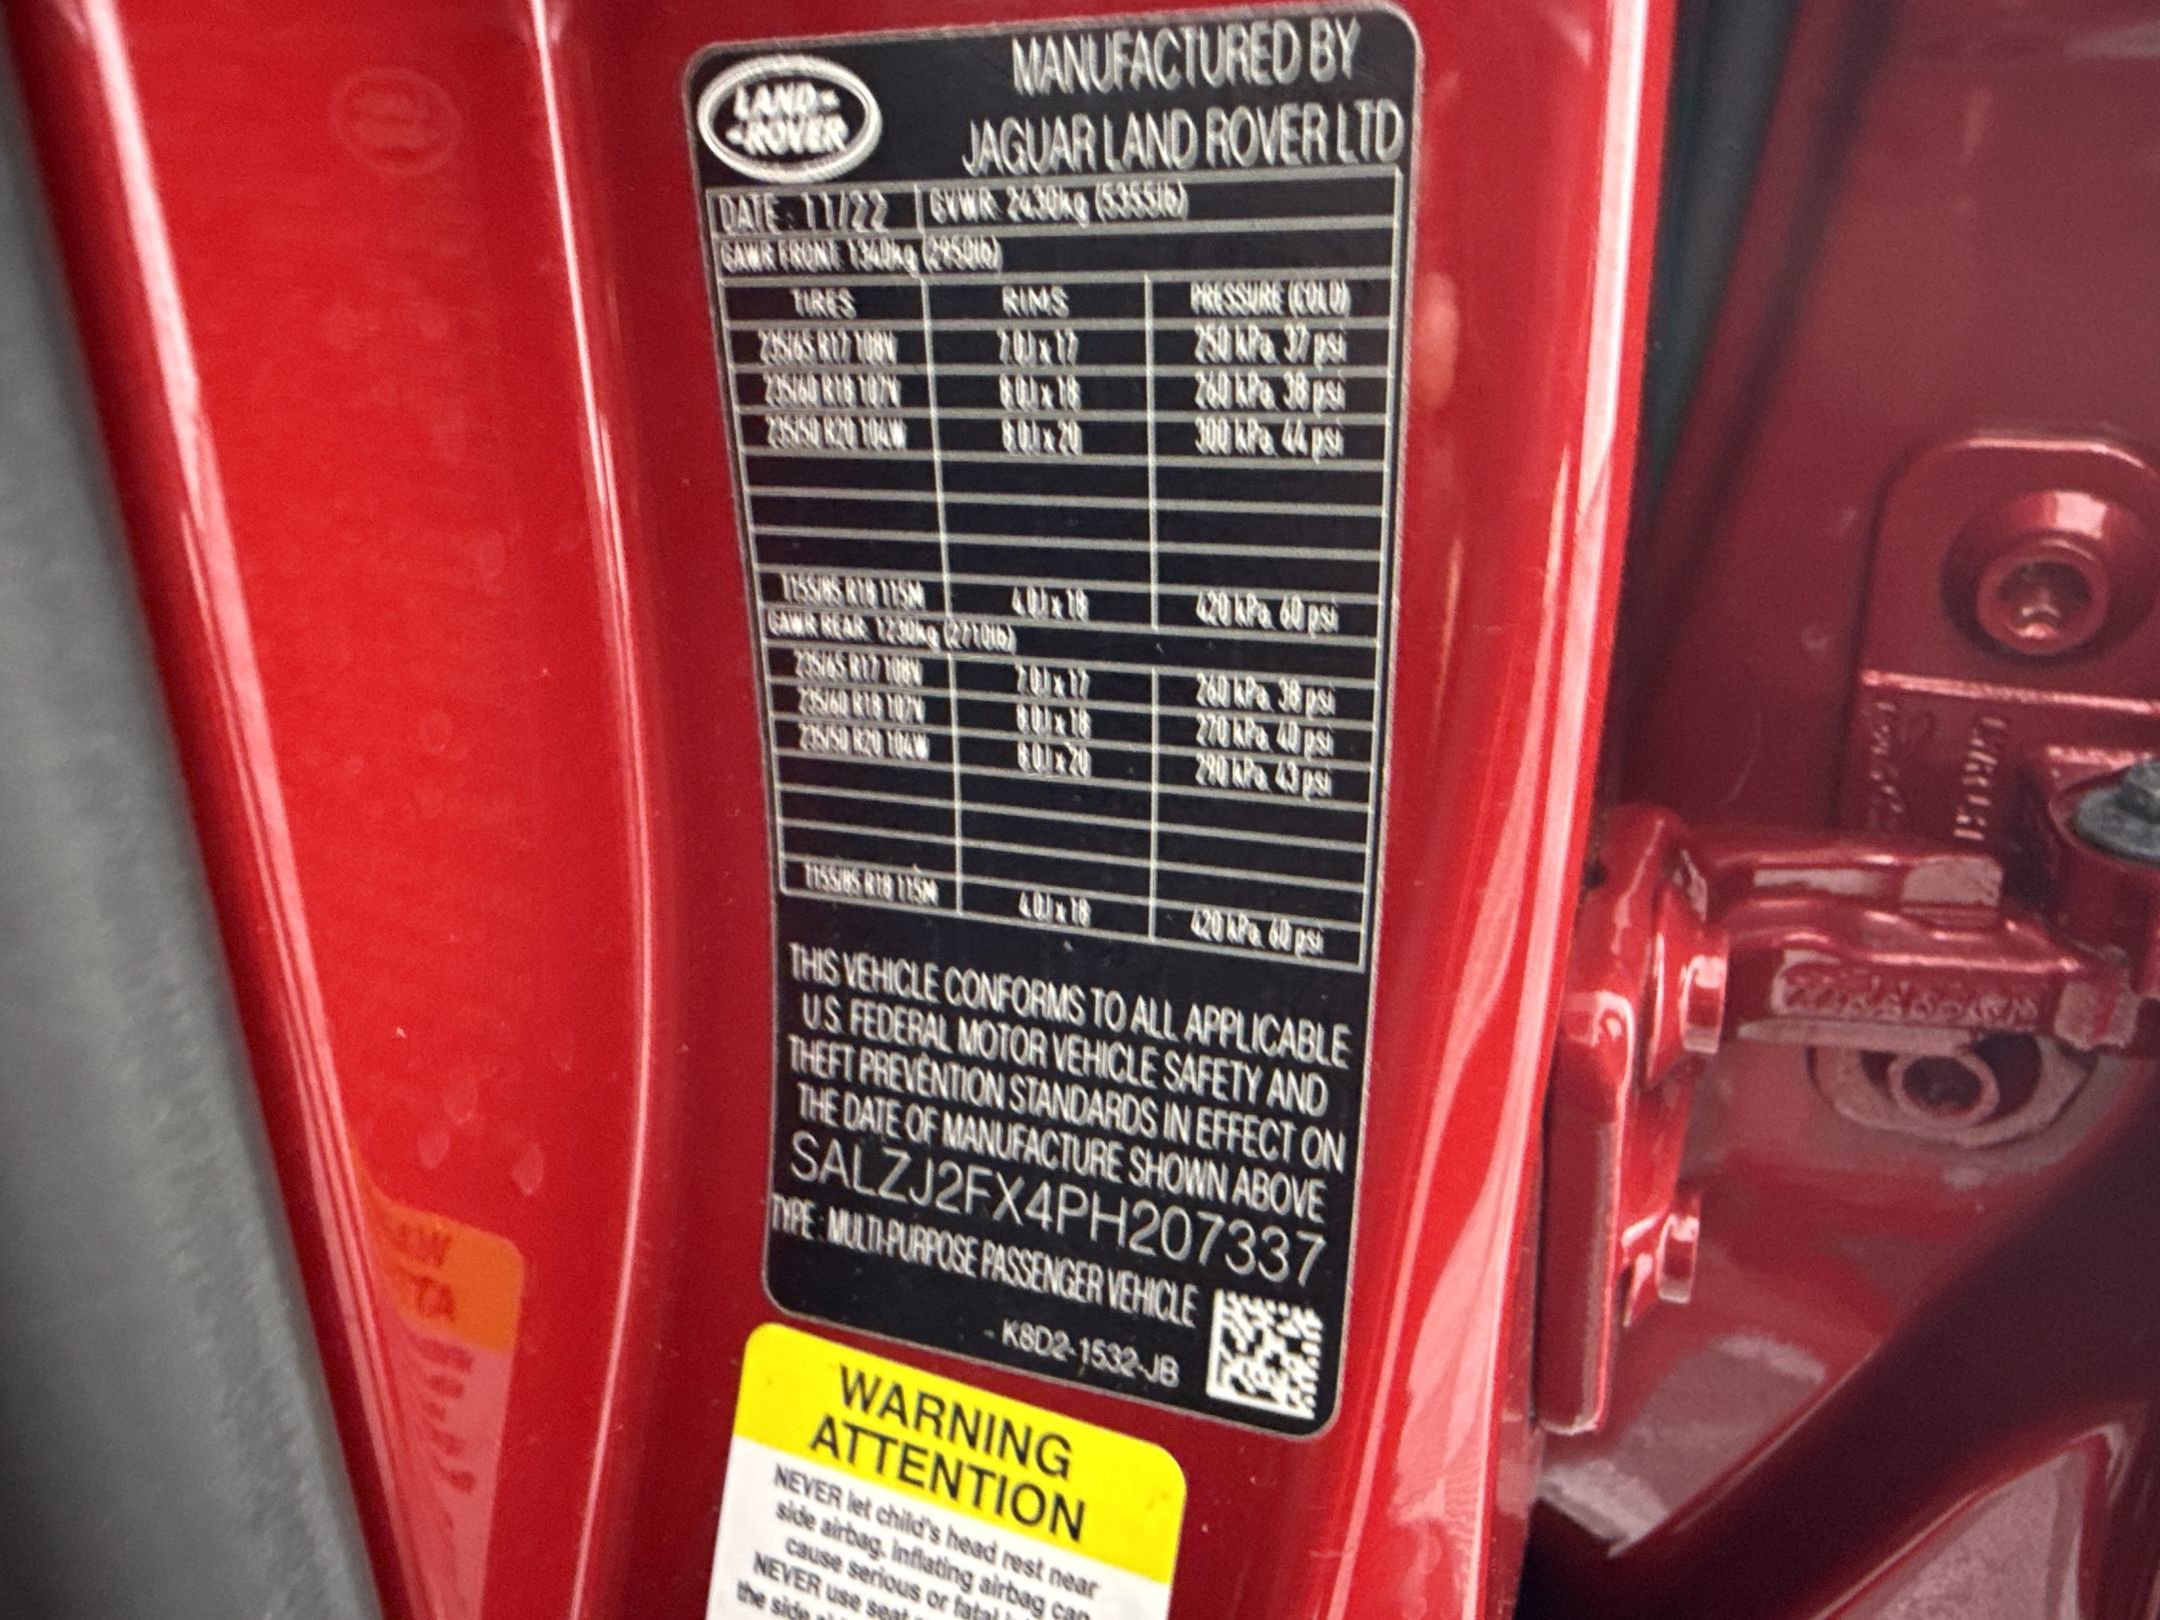 LAND-
-ROVER
MANUFACTURED BY
JAGUAR LAND ROVER LTD
DATE : 11/22 GVWR 2430kg (5355lb)
GAWR FRONT 1340kg (2950lb)
TIRES RIMS PRESSURE (COLD)
235/65 R17 108V 7.0J x 17 250 kPa, 37 psi
235/60 R18 107V 8.0J x 18 260 kPa, 38 psi
235/50 R20 104W 8.0J x 20 300 kPa, 44 psi
T155/85 R18 115M 4.0J x 18 420 kPa, 60 psi
GAWR REAR 1230kg (2710lb)
235/65 R17 108V 7.0J x 17 260 kPa, 38 psi
235/60 R18 107V 8.0J x 18 270 kPa, 40 psi
235/50 R20 104W 8.0J x 20 290 kPa, 43 psi
T155/85 R18 115M 4.0J x 18 420 kPa, 60 psi
THIS VEHICLE CONFORMS TO ALL APPLICABLE
U.S. FEDERAL MOTOR VEHICLE SAFETY AND
THEFT PREVENTION STANDARDS IN EFFECT ON
THE DATE OF MANUFACTURE SHOWN ABOVE
SALZJ2FX4PH207337
TYPE : MULTI-PURPOSE PASSENGER VEHICLE
- K8D2-1532-JB
WARNING
ATTENTION
NEVER let child's head rest near
side airbag. Inflating airbag can
cause serious or fatal
NEVER use seat
the side